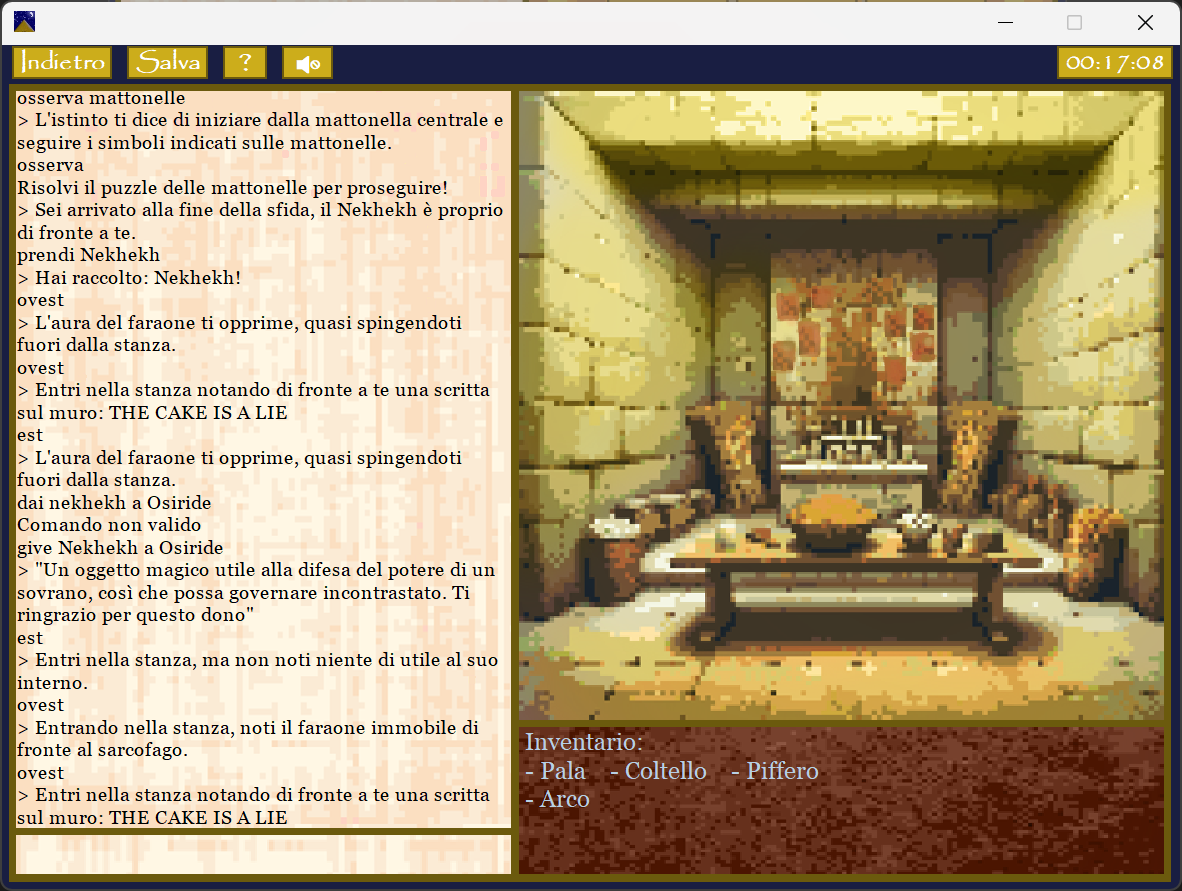 Indietro
Salva
?
00:17:08
osserva mattonelle
> L'istinto ti dice di iniziare dalla mattonella centrale e
seguire i simboli indicati sulle mattonelle.
osserva
Risolvi il puzzle delle mattonelle per proseguire!
> Sei arrivato alla fine della sfida, il Nekhekh è proprio
di fronte a te.
prendi Nekhekh
> Hai raccolto: Nekhekh!
ovest
> L'aura del faraone ti opprime, quasi spingendoti
fuori dalla stanza.
ovest
> Entri nella stanza notando di fronte a te una scritta
sul muro: THE CAKE IS A LIE
est
> L'aura del faraone ti opprime, quasi spingendoti
fuori dalla stanza.
dai nekhekh a Osiride
Comando non valido
give Nekhekh a Osiride
> "Un oggetto magico utile alla difesa del potere di un
sovrano, così che possa governare incontrastato. Ti
ringrazio per questo dono"
est
> Entri nella stanza, ma non noti niente di utile al suo
interno.
ovest
> Entrando nella stanza, noti il faraone immobile di
fronte al sarcofago.
ovest
> Entri nella stanza notando di fronte a te una scritta
sul muro: THE CAKE IS A LIE
Inventario:
- Pala - Coltello - Piffero
- Arco